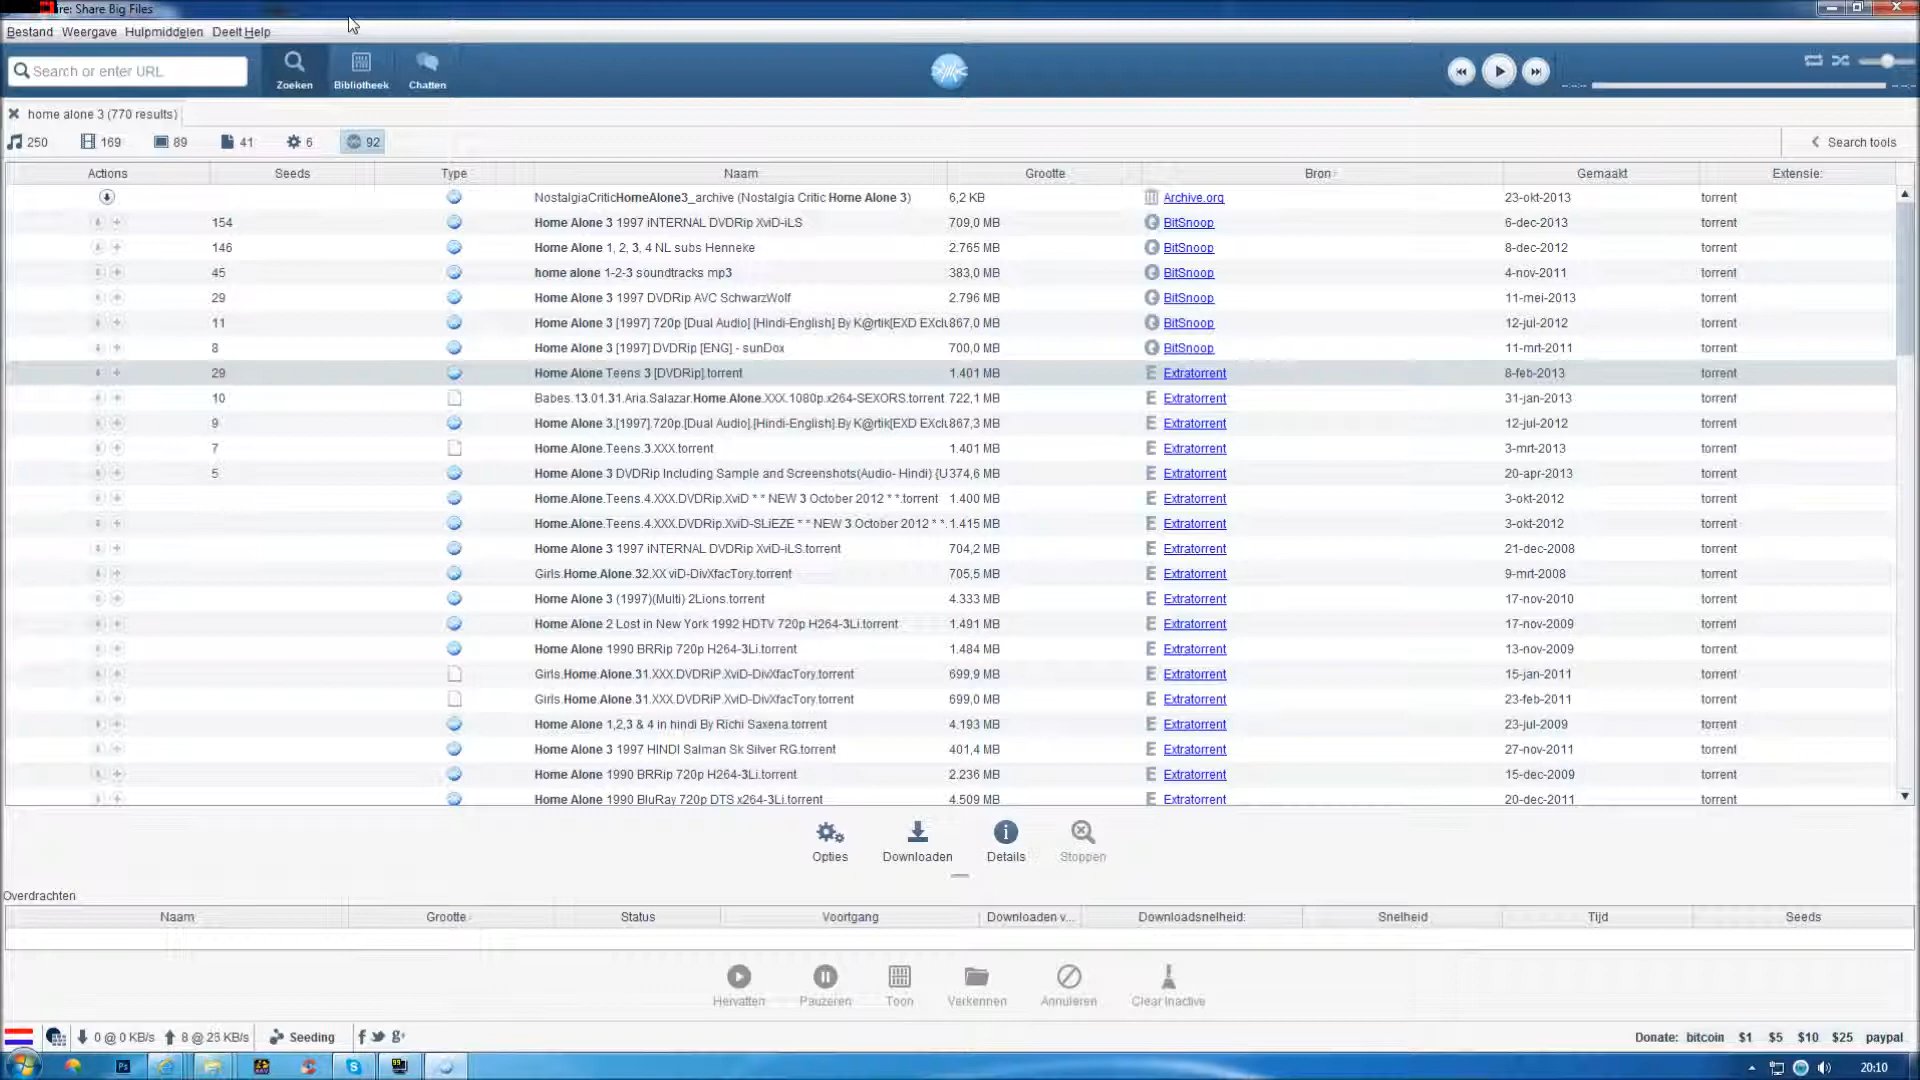 ire: Share Big Files
Bestand Weergave Hulpmiddelen Deelt Help
Search or enter URL
Zoeken Bibliotheek Chatten
--:-- --:--
home alone 3 (770 results)
250 169 89 41 6 92 Search tools
Actions Seeds Type Naam Grootte Bron Gemaakt Extensie:
NostalgiaCriticHomeAlone3_archive (Nostalgia Critic Home Alone 3) 6,2 KB Archive.org 23-okt-2013 torrent
154 Home Alone 3 1997 iNTERNAL DVDRip XviD-iLS 709,0 MB BitSnoop 6-dec-2013 torrent
146 Home Alone 1, 2, 3, 4 NL subs Henneke 2.765 MB BitSnoop 8-dec-2012 torrent
45 home alone 1-2-3 soundtracks mp3 383,0 MB BitSnoop 4-nov-2011 torrent
29 Home Alone 3 1997 DVDRip AVC SchwarzWolf 2.796 MB BitSnoop 11-mei-2013 torrent
11 Home Alone 3 [1997] 720p [Dual Audio] [Hindi-English] By K@rtik[EXD EXclu 867,0 MB BitSnoop 12-jul-2012 torrent
8 Home Alone 3 [1997] DVDRip [ENG] - sunDox 700,0 MB BitSnoop 11-mrt-2011 torrent
29 Home Alone Teens 3 [DVDRip].torrent 1.401 MB E Extratorrent 8-feb-2013 torrent
10 Babes.13.01.31.Aria.Salazar.Home.Alone.XXX.1080p.x264-SEXORS.torrent 722,1 MB E Extratorrent 31-jan-2013 torrent
9 Home Alone 3.[1997].720p.[Dual Audio].[Hindi-English].By K@rtik[EXD EXclu 867,3 MB E Extratorrent 12-jul-2012 torrent
7 Home.Alone.Teens.3.XXX.torrent 1.401 MB E Extratorrent 3-mrt-2013 torrent
5 Home Alone 3 DVDRip Including Sample and Screenshots(Audio- Hindi) {U 374,6 MB E Extratorrent 20-apr-2013 torrent
Home.Alone.Teens.4.XXX.DVDRip.XviD * * NEW 3 October 2012 * *.torrent 1.400 MB E Extratorrent 3-okt-2012 torrent
Home.Alone.Teens.4.XXX.DVDRip.XviD-SLiEZE * * NEW 3 October 2012 * *. 1.415 MB E Extratorrent 3-okt-2012 torrent
Home Alone 3 1997 iNTERNAL DVDRip XviD-iLS.torrent 704,2 MB E Extratorrent 21-dec-2008 torrent
Girls.Home.Alone.32.XX viD-DivXfacTory.torrent 705,5 MB E Extratorrent 9-mrt-2008 torrent
Home Alone 3 (1997)(Multi) 2Lions.torrent 4.333 MB E Extratorrent 17-nov-2010 torrent
Home Alone 2 Lost in New York 1992 HDTV 720p H264-3Li.torrent 1.491 MB E Extratorrent 17-nov-2009 torrent
Home Alone 1990 BRRip 720p H264-3Li.torrent 1.484 MB E Extratorrent 13-nov-2009 torrent
Girls.Home.Alone.31.XXX.DVDRiP.XviD-DivXfacTory.torrent 699,9 MB E Extratorrent 15-jan-2011 torrent
Girls.Home.Alone.31.XXX.DVDRiP.XviD-DivXfacTory.torrent 699,0 MB E Extratorrent 23-feb-2011 torrent
Home Alone 1,2,3 & 4 in hindi By Richi Saxena.torrent 4.193 MB E Extratorrent 23-jul-2009 torrent
Home Alone 3 1997 HINDI Salman Sk Silver RG.torrent 401,4 MB E Extratorrent 27-nov-2011 torrent
Home Alone 1990 BRRip 720p H264-3Li.torrent 2.236 MB E Extratorrent 15-dec-2009 torrent
Home Alone 1990 BluRay 720p DTS x264-3Li.torrent 4.509 MB E Extratorrent 20-dec-2011 torrent
Opties Downloaden Details Stoppen
Overdrachten
Naam Grootte Status Voortgang Downloaden v... Downloadsnelheid: Snelheid Tijd Seeds
Hervatten Pauzeren Toon Verkennen Annuleren Clear Inactive
0 @ 0 KB/s 8 @ 25 KB/s Seeding Donate: bitcoin $1 $5 $10 $25 paypal
20:10